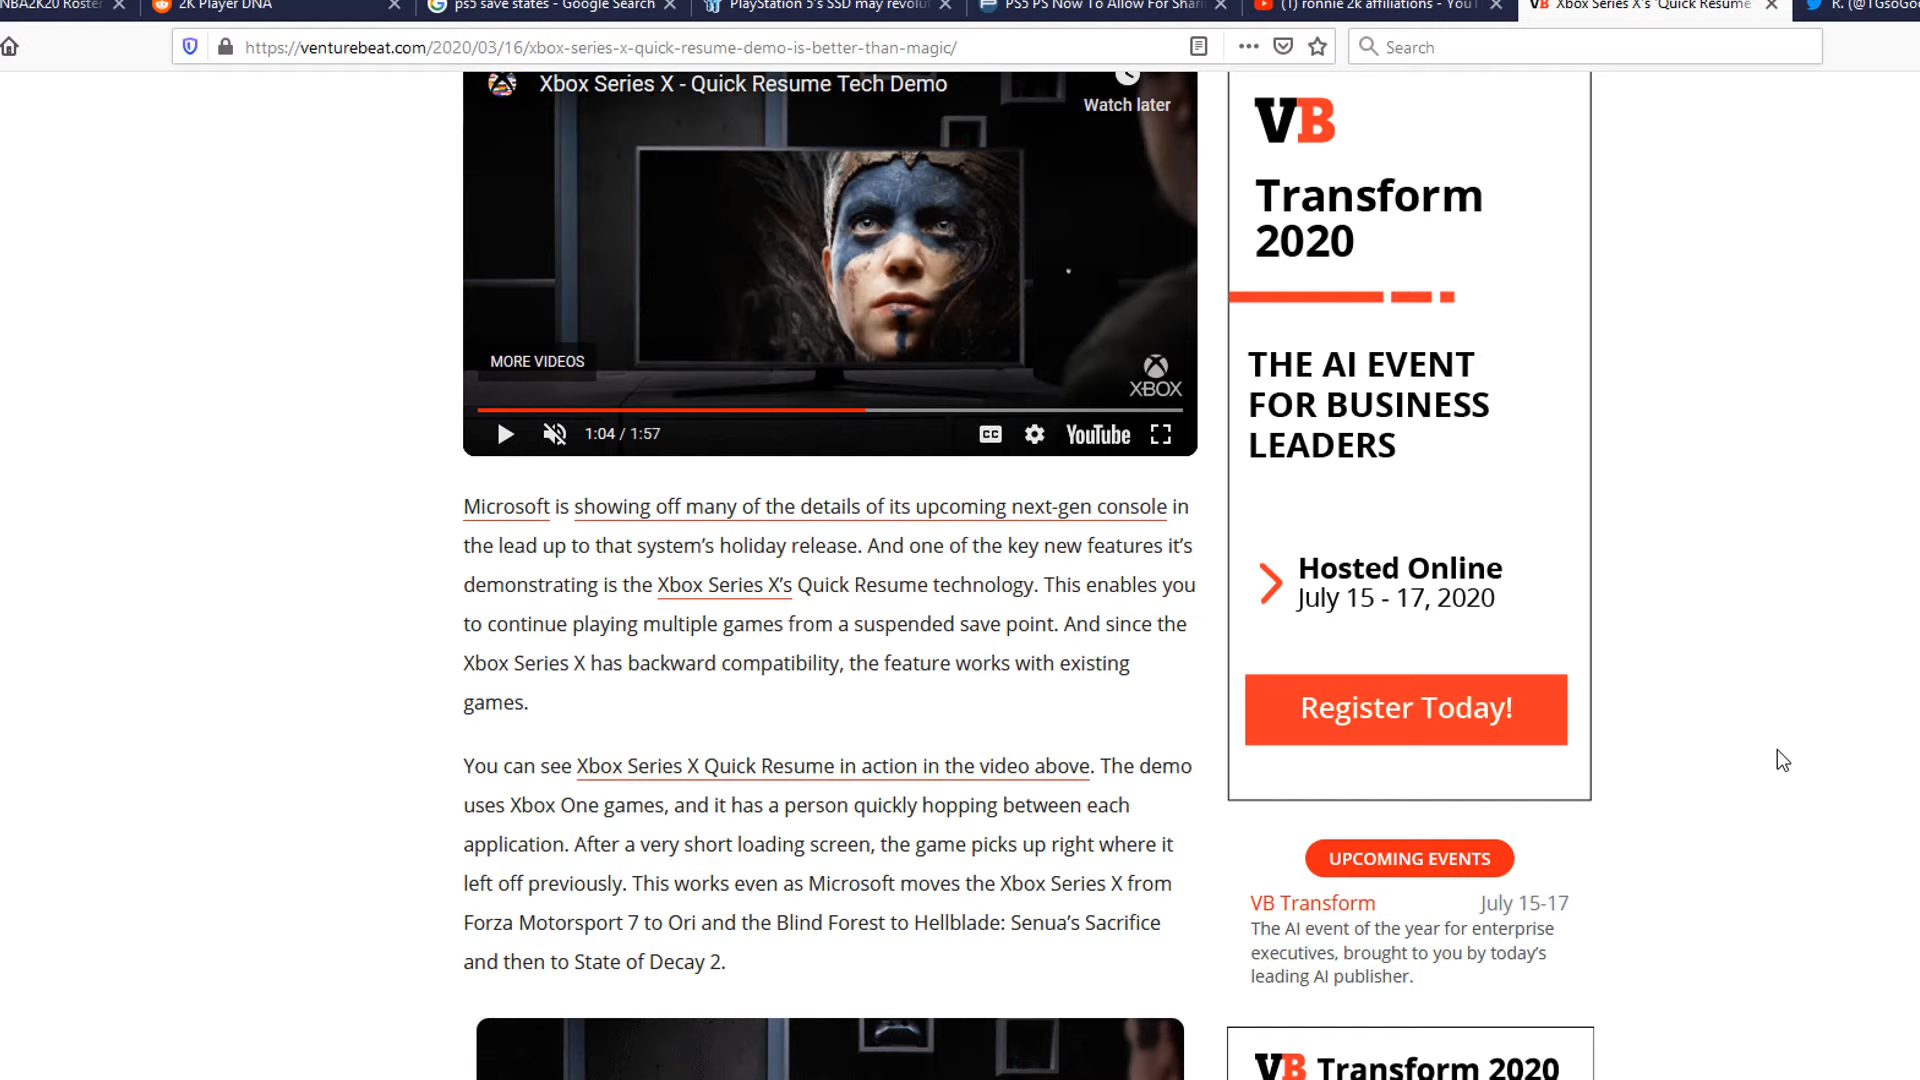 NBA2K20 Roster
2K Player DNA
ps5 save states - Google Search
PlayStation 5's SSD may revolut
PS5 PS Now To Allow For Shari
(1) ronnie 2k affiliations - YouT
VB Xbox Series X's 'Quick Resume'
R. (@TGsoGoo
https://venturebeat.com/2020/03/16/xbox-series-x-quick-resume-demo-is-better-than-magic/
Search
Xbox Series X - Quick Resume Tech Demo
Watch later
MORE VIDEOS
XBOX
1:04 / 1:57
CC
YouTube
Microsoft is showing off many of the details of its upcoming next-gen console in
the lead up to that system’s holiday release. And one of the key new features it’s
demonstrating is the Xbox Series X’s Quick Resume technology. This enables you
to continue playing multiple games from a suspended save point. And since the
Xbox Series X has backward compatibility, the feature works with existing
games.
You can see Xbox Series X Quick Resume in action in the video above. The demo
uses Xbox One games, and it has a person quickly hopping between each
application. After a very short loading screen, the game picks up right where it
left off previously. This works even as Microsoft moves the Xbox Series X from
Forza Motorsport 7 to Ori and the Blind Forest to Hellblade: Senua’s Sacrifice
and then to State of Decay 2.
VB
Transform
2020
THE AI EVENT
FOR BUSINESS
LEADERS
Hosted Online
July 15 - 17, 2020
Register Today!
UPCOMING EVENTS
VB Transform July 15-17
The AI event of the year for enterprise
executives, brought to you by today’s
leading AI publisher.
VB Transform 2020